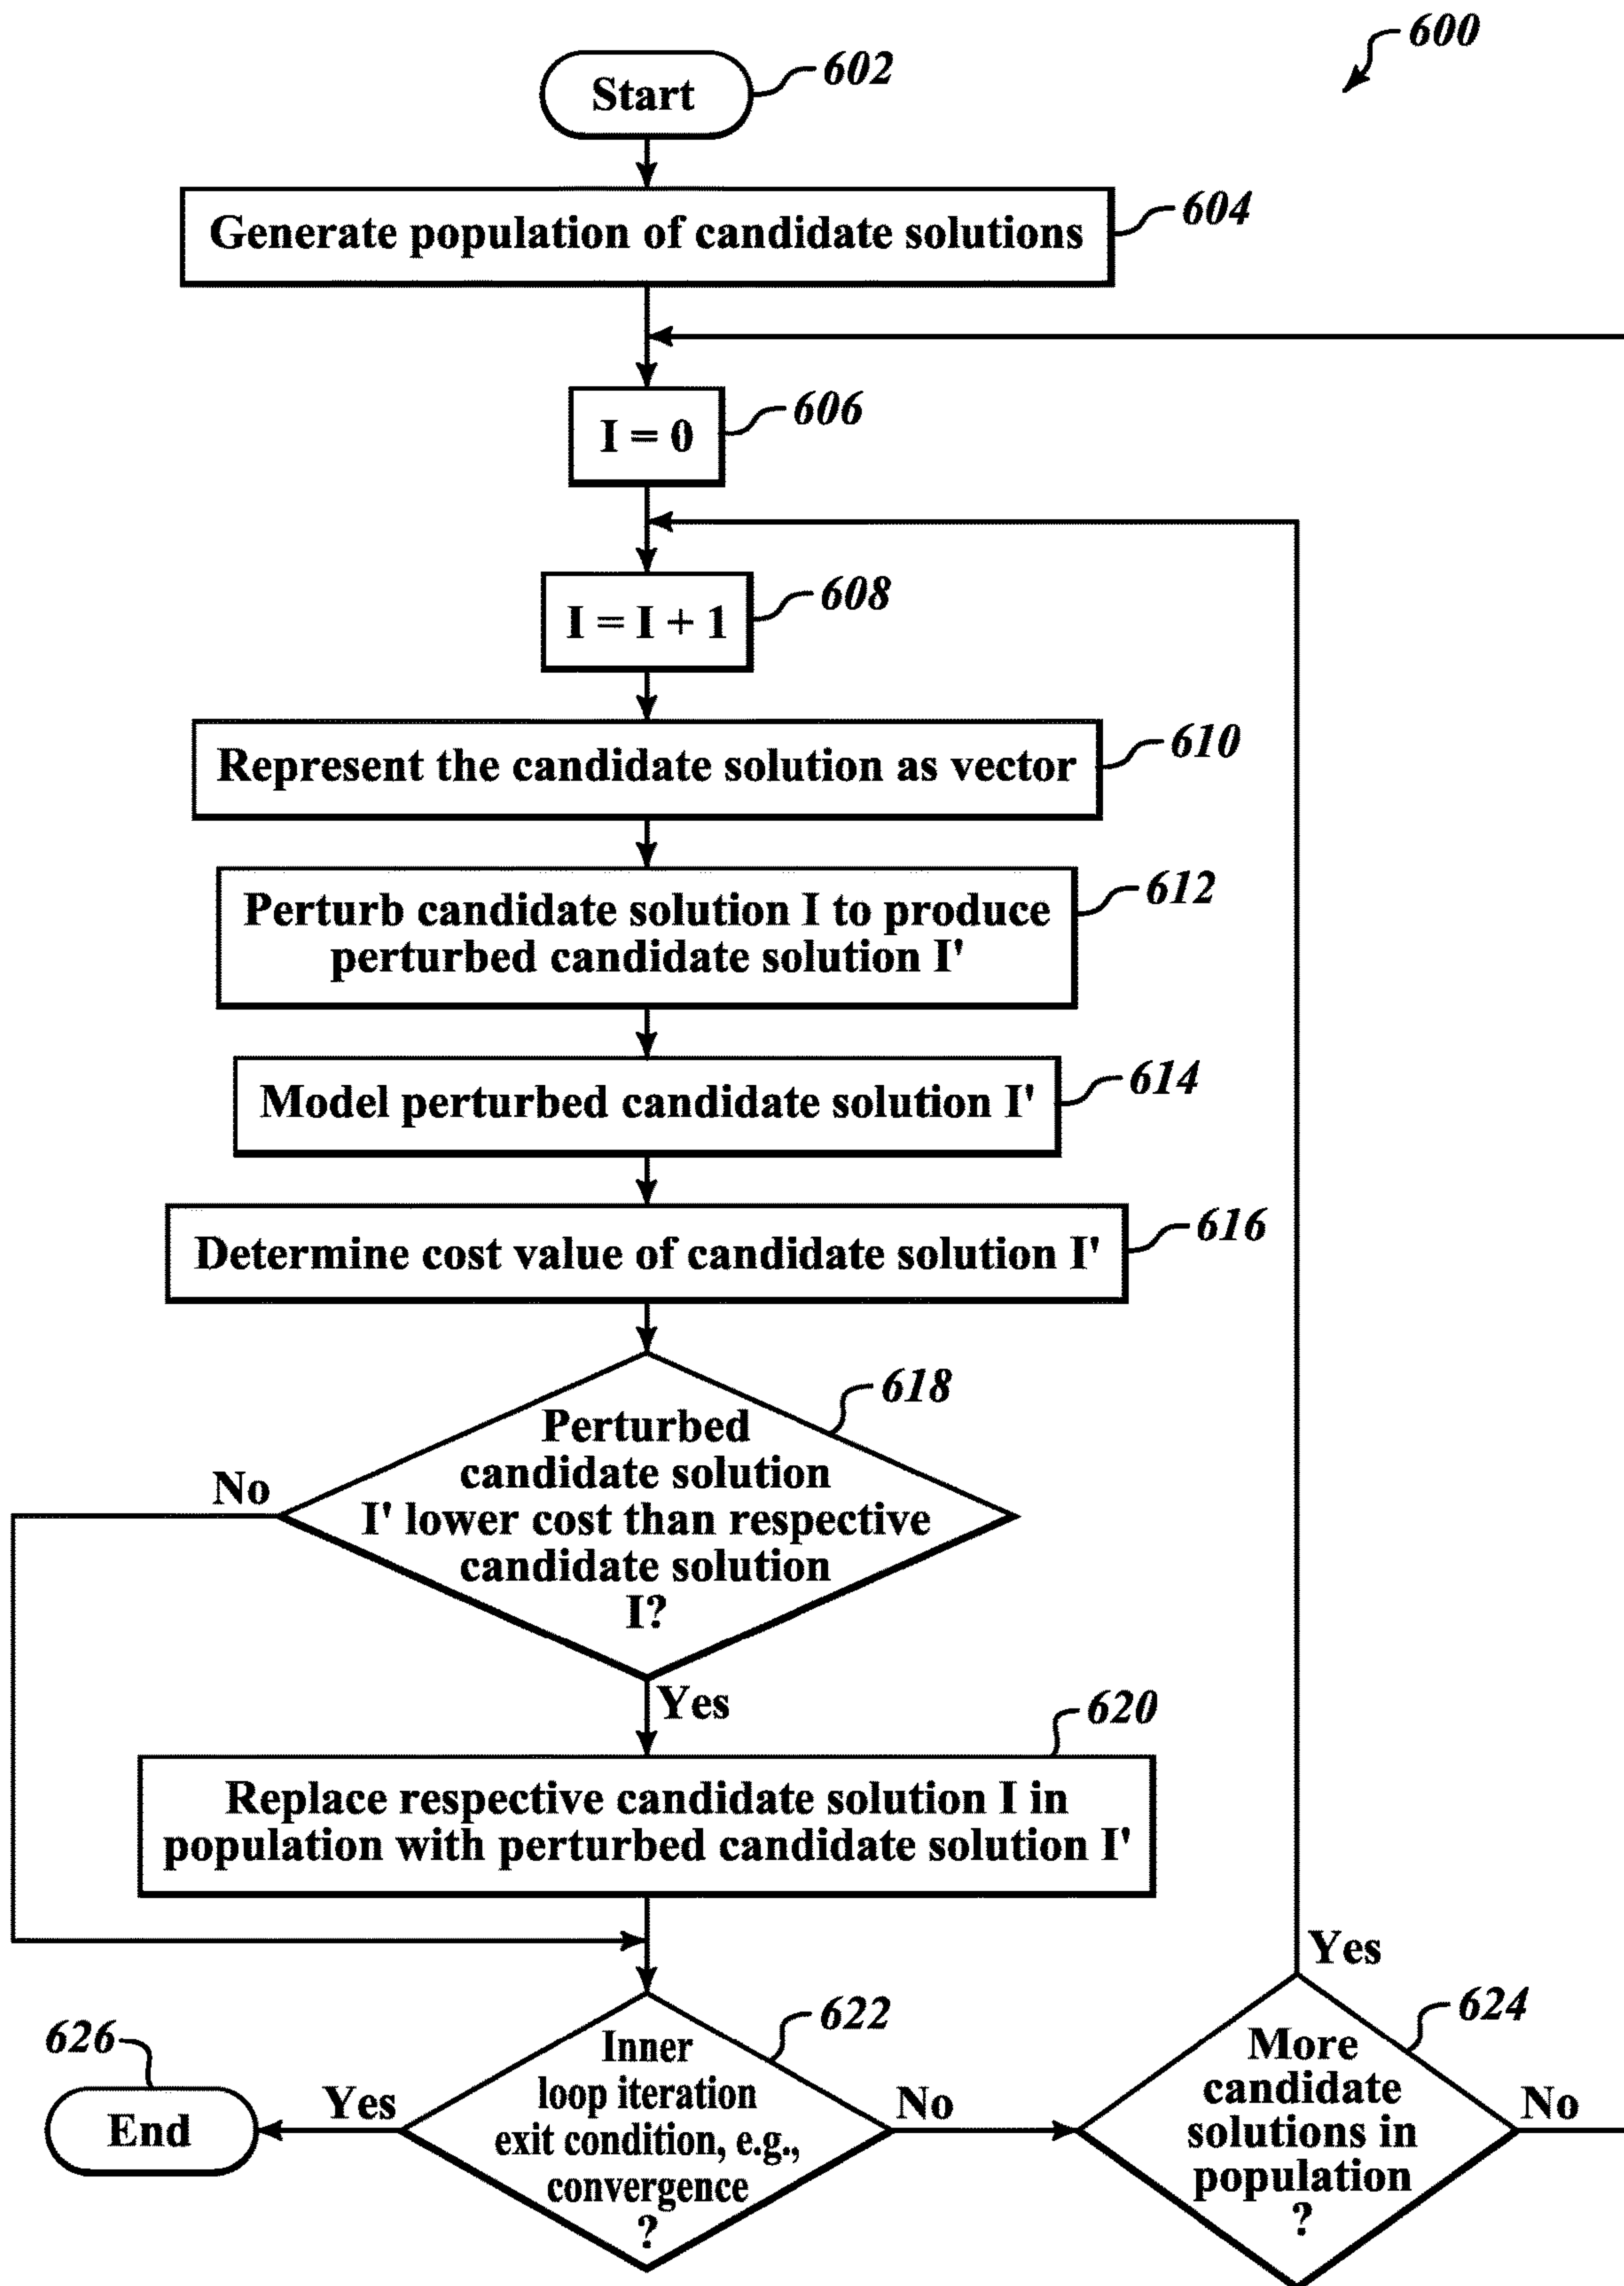 600
Start
602
Generate population of candidate solutions
604
I = 0
606
I = I + 1
608
Represent the candidate solution as vector
610
Perturb candidate solution I to produce
perturbed candidate solution I'
612
Model perturbed candidate solution I'
614
Determine cost value of candidate solution I'
616
618
Perturbed
candidate solution
I' lower cost than respective
candidate solution
I?
No
Yes
620
Replace respective candidate solution I in
population with perturbed candidate solution I'
622
Inner
loop iteration
exit condition, e.g.,
convergence
?
Yes
No
626
End
624
More
candidate
solutions in
population
?
Yes
No